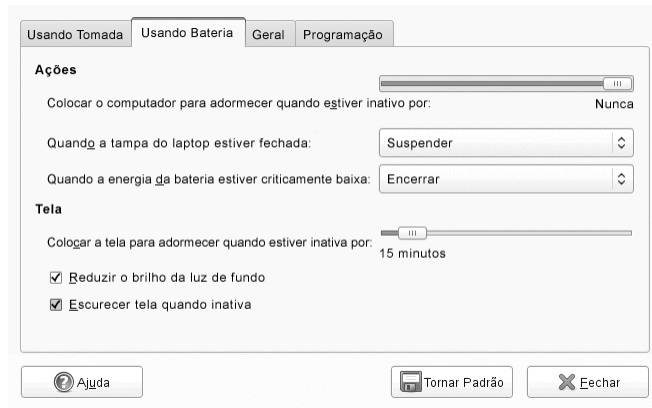 Usando Tomada Usando Bateria Geral Programação
Ações
Colocar o computador para adormecer quando estiver inativo por: Nunca
Quando a tampa do laptop estiver fechada: Suspender
Quando a energia da bateria estiver criticamente baixa: Encerrar
Tela
Colocar a tela para adormecer quando estiver inativa por: 15 minutos
Reduzir o brilho da luz de fundo
Escurecer tela quando inativa
Ajuda Tornar Padrão Fechar